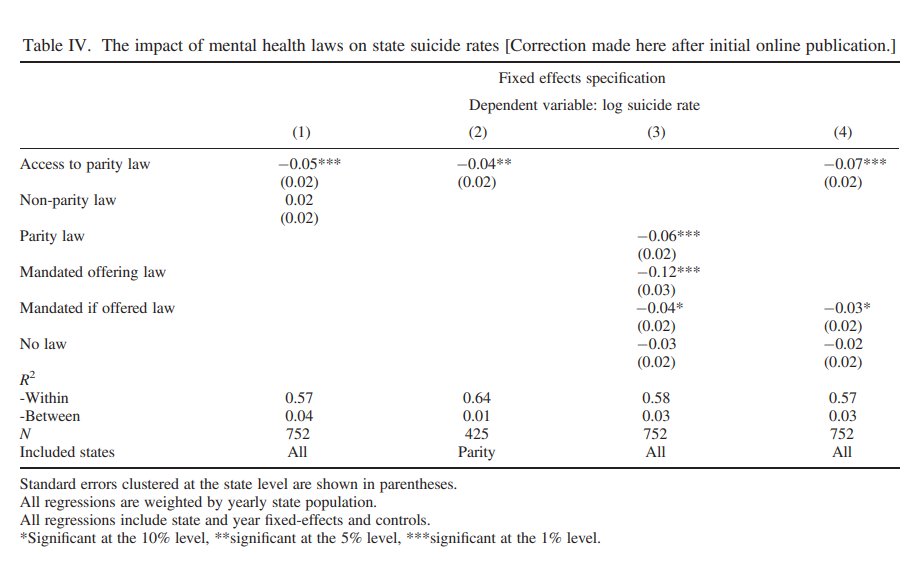 Table IV. The impact of mental health laws on state suicide rates [Correction made here after initial online publication.]
Fixed effects specification
Dependent variable: log suicide rate
(1) (2) (3) (4)
Access to parity law −0.05*** −0.04** −0.07***
(0.02) (0.02) (0.02)
Non-parity law 0.02
(0.02)
Parity law −0.06***
(0.02)
Mandated offering law −0.12***
(0.03)
Mandated if offered law −0.04* −0.03*
(0.02) (0.02)
No law −0.03 −0.02
(0.02) (0.02)
R²
-Within 0.57 0.64 0.58 0.57
-Between 0.04 0.01 0.03 0.03
N 752 425 752 752
Included states All Parity All All
Standard errors clustered at the state level are shown in parentheses.
All regressions are weighted by yearly state population.
All regressions include state and year fixed-effects and controls.
*Significant at the 10% level, **significant at the 5% level, ***significant at the 1% level.